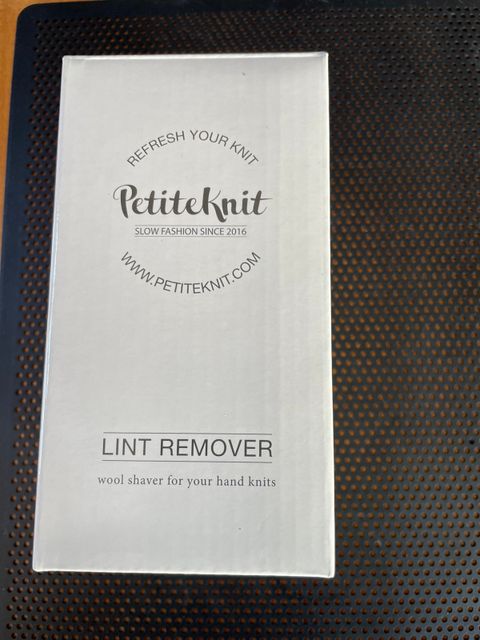 REFRESH YOUR KNIT
PetiteKnit
SLOW FASHION SINCE 2016
WWW.PETITEKNIT.COM
LINT REMOVER
wool shaver for your hand knits